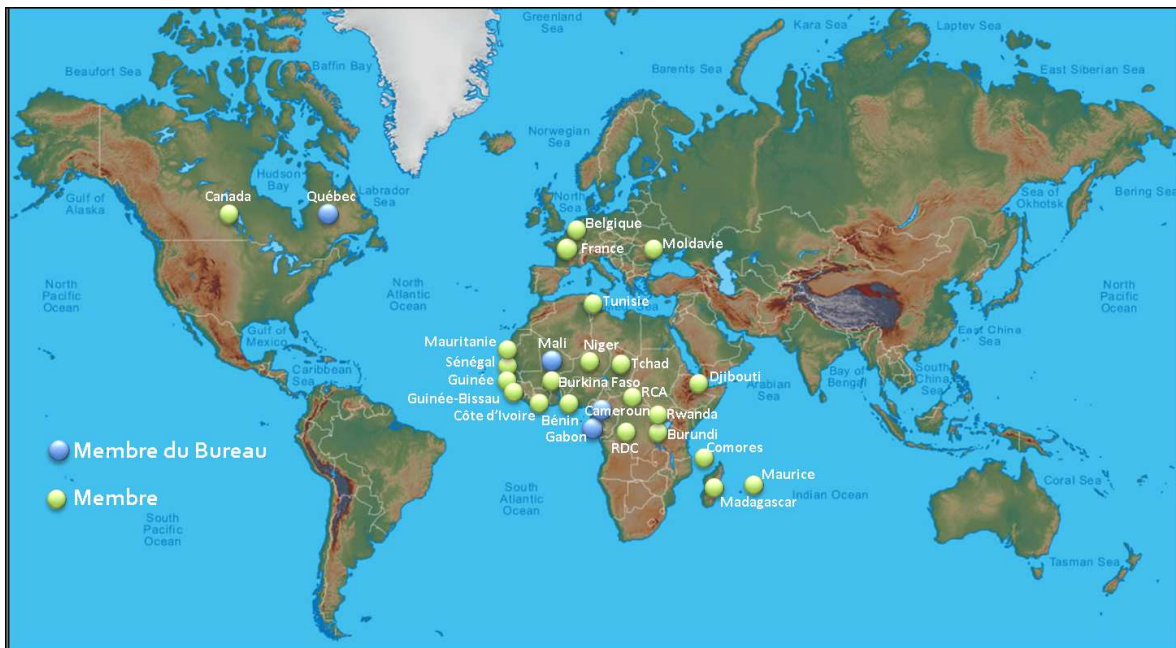 Greenland
Sea
Kara Sea
Laptev Sea
Beaufort Sea
Baffin Bay
Barents Sea
East Siberian Sea
Norwegian
Sea
Hudson
Bay
Canada
Québec
Labrador
Sea
Gulf of
Alaska
North
Sea
Sea of
Okhotsk
Bering Sea
Belgique
France
Moldavie
North
Pacific
Ocean
North
Atlantic
Ocean
North
Pacific
Ocean
Tunisie
Gulf of
Mexico
East China
Sea
Mauritanie
Mali
Niger
Sénégal
Tchad
Caribbean
Sea
Guinée
Burkina Faso
Djibouti
Arabian
Sea
Bay of
Bengal
South
China
Sea
Guinée-Bissau
RCA
Côte d'Ivoire
Bénin
Cameroun
Rwanda
Gabon
RDC
Burundi
Comores
Membre du Bureau
Membre
Maurice
Madagascar
Indian Ocean
Coral Sea
South
Atlantic
Ocean
South
Pacific
Ocean
Tasman Sea